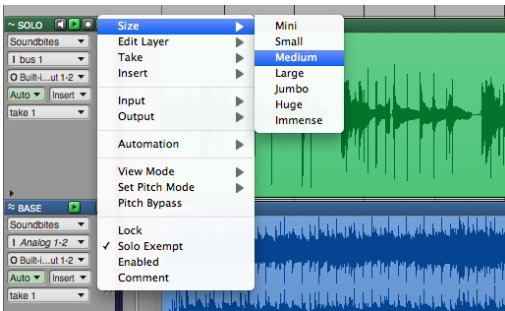 ~ SOLO
Soundbites
I bus 1
O Built-i...ut 1-2
Auto
Insert
take 1
≈ BASE
Soundbites
I Analog 1-2
O Built-i...ut 1-2
Auto
Insert
take 1
Size
Edit Layer
Take
Insert
Input
Output
Automation
View Mode
Set Pitch Mode
Pitch Bypass
Lock
✓ Solo Exempt
Enabled
Comment
Mini
Small
Medium
Large
Jumbo
Huge
Immense